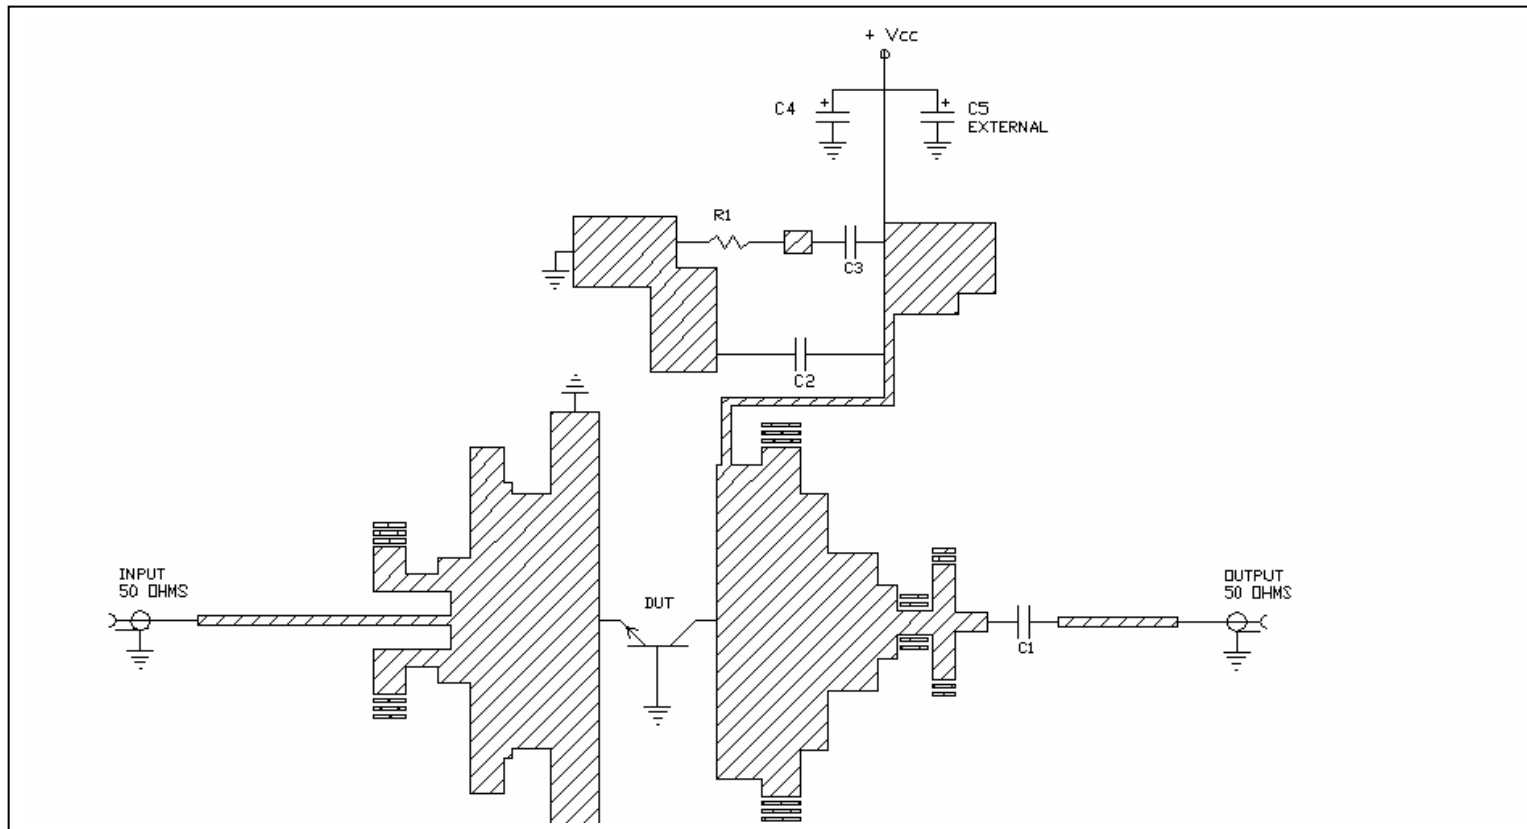 + Vcc
C4
C5
EXTERNAL
R1
C3
C2
INPUT
50 OHMS
DUT
OUTPUT
50 OHMS
C1